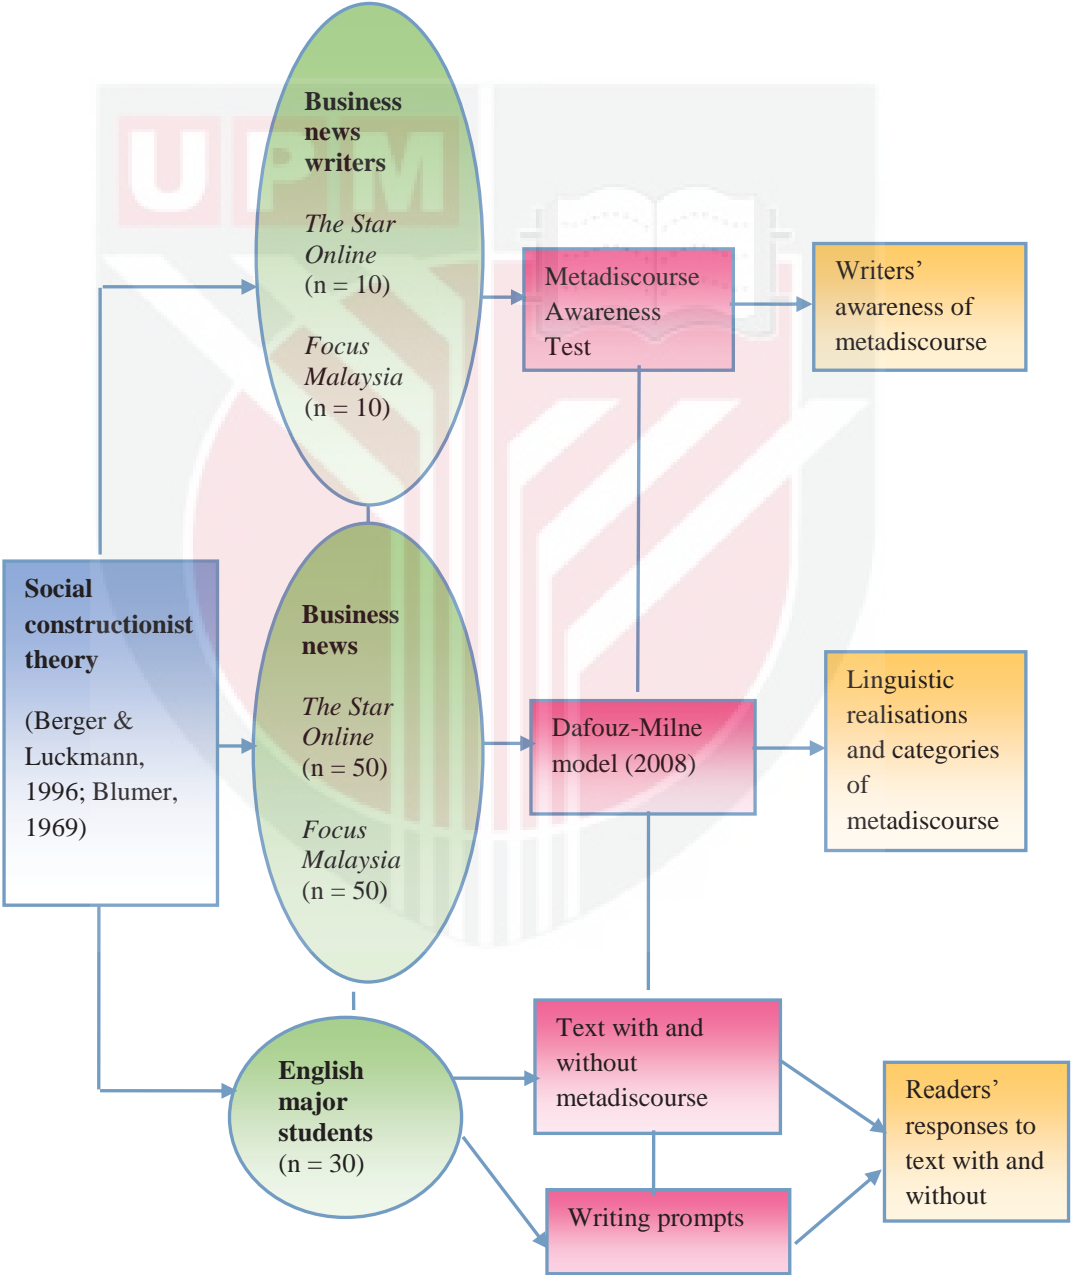 UPM
Business
news
writers
The Star
Online
(n = 10)
Focus
Malaysia
(n = 10)
Metadiscourse
Awareness
Test
Writers’
awareness of
metadiscourse
Social
constructionist
theory
(Berger &
Luckmann,
1996; Blumer,
1969)
Business
news
The Star
Online
(n = 50)
Focus
Malaysia
(n = 50)
Dafouz-Milne
model (2008)
Linguistic
realisations
and categories
of
metadiscourse
English
major
students
(n = 30)
Text with and
without
metadiscourse
Writing prompts
Readers’
responses to
text with and
without